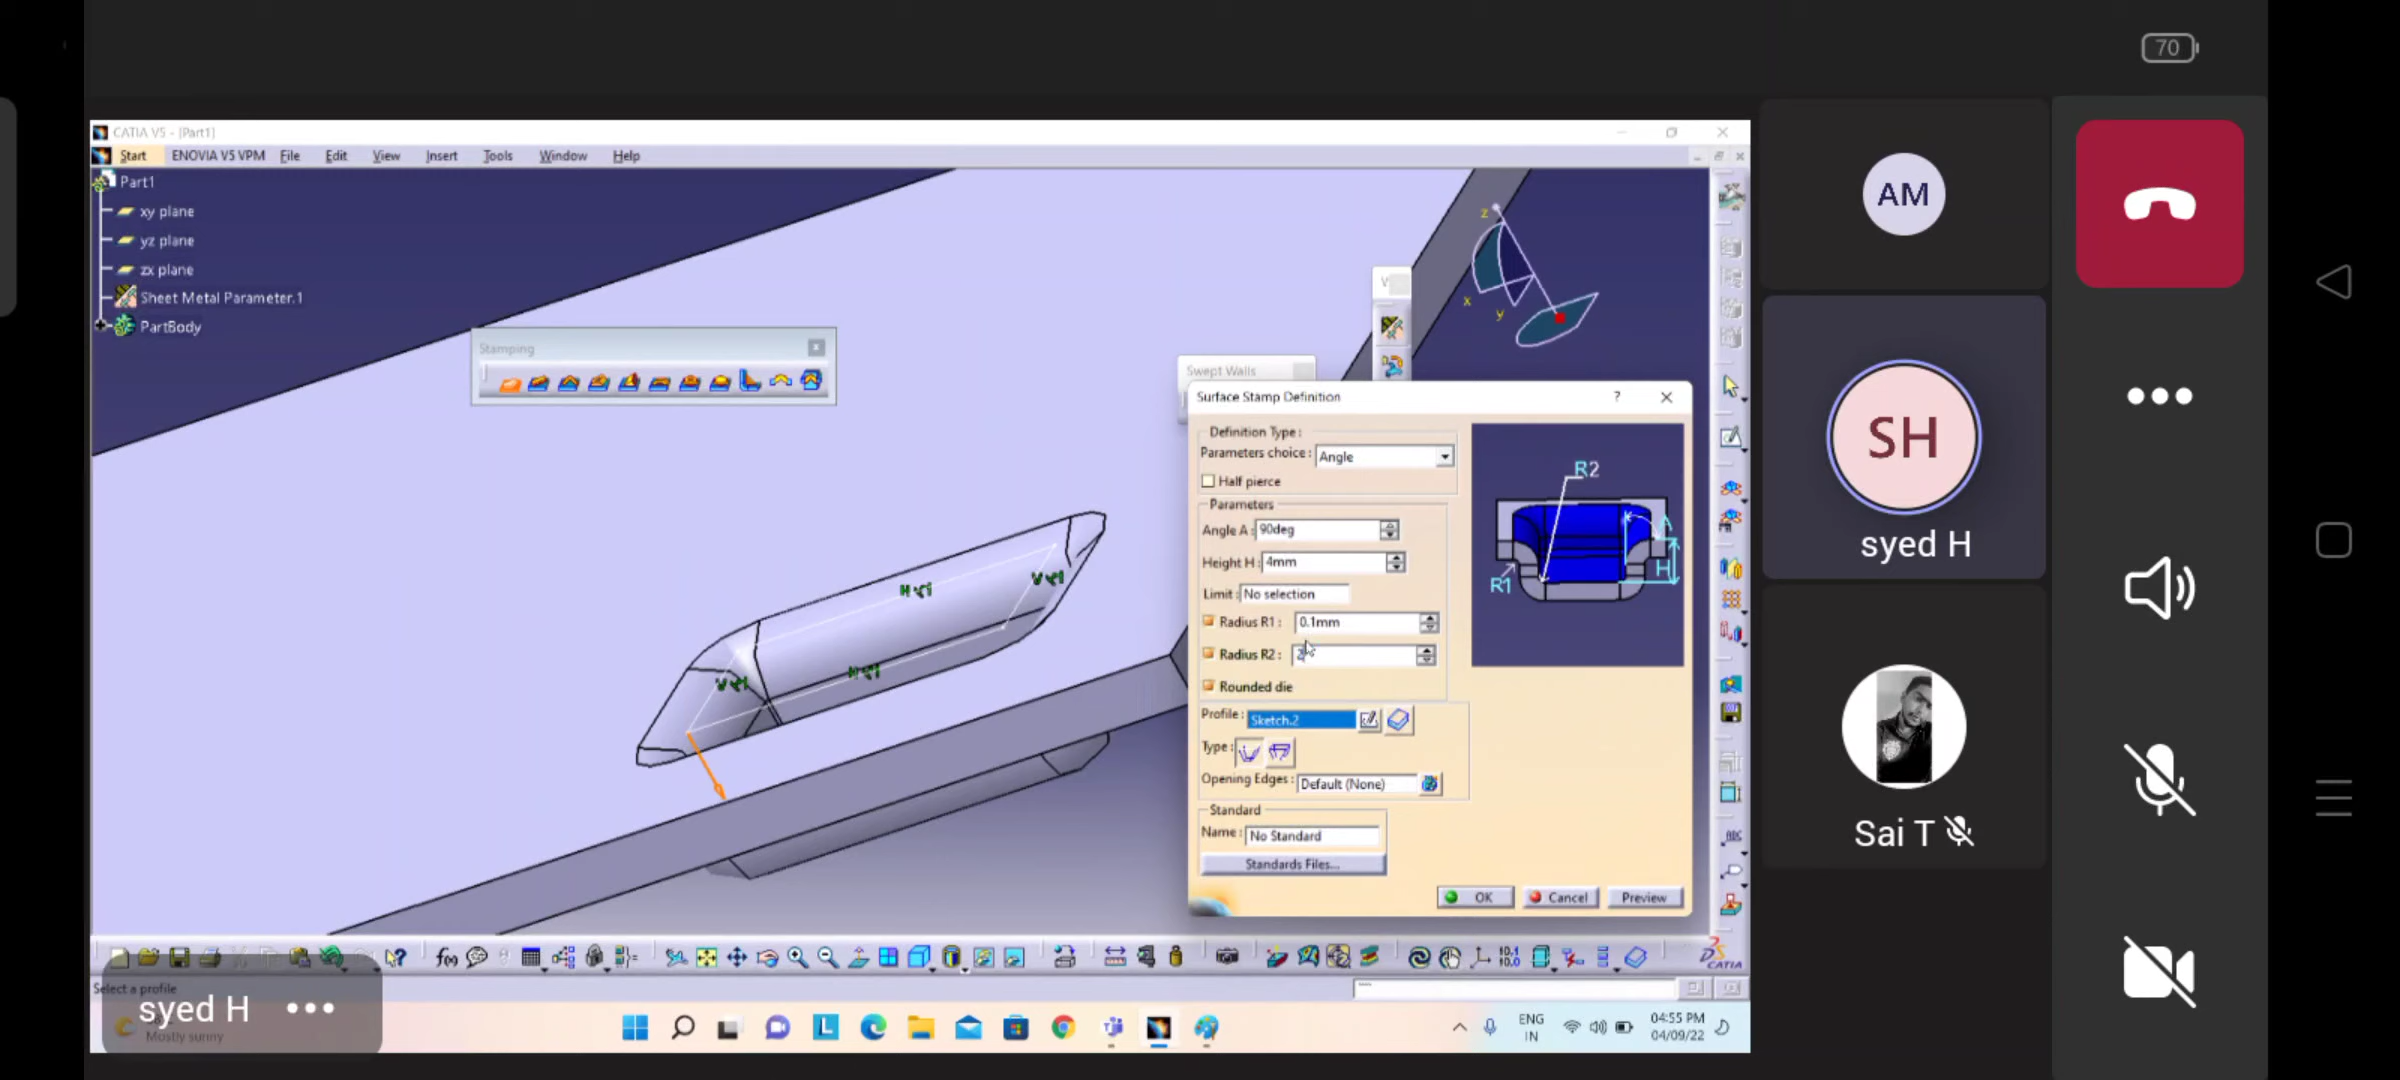 70
CATIA V5 - [Part1]
Start ENOVIA V5 VPM File Edit View Insert Tools Window Help
Part1
xy plane
yz plane
zx plane
Sheet Metal Parameter.1
PartBody
Stamping
z
x
y
Swept Walls
Surface Stamp Definition ?
Definition Type :
Parameters choice : Angle
Half pierce
Parameters
Angle A : 90deg
Height H : 4mm
Limit : No selection
Radius R1 : 0.1mm
Radius R2 : 2
Rounded die
Profile : Sketch.2
Type :
Opening Edges : Default (None)
Standard
Name : No Standard
Standards Files...
OK Cancel Preview
R2
A
R1
H
H
V
V
H
AM
SH
syed H
Sai T
CATIA
Select a profile
syed H
Mostly sunny
ENG
IN
04:55 PM
04/09/22